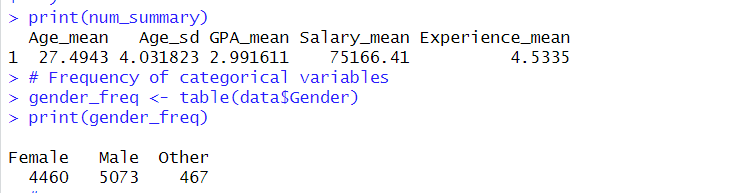 > print(num_summary)
  Age_mean   Age_sd GPA_mean Salary_mean Experience_mean
1  27.4943 4.031823 2.991611    75166.41          4.5335
> # Frequency of categorical variables
> gender_freq <- table(data$Gender)
> print(gender_freq)

Female   Male  Other
  4460   5073    467